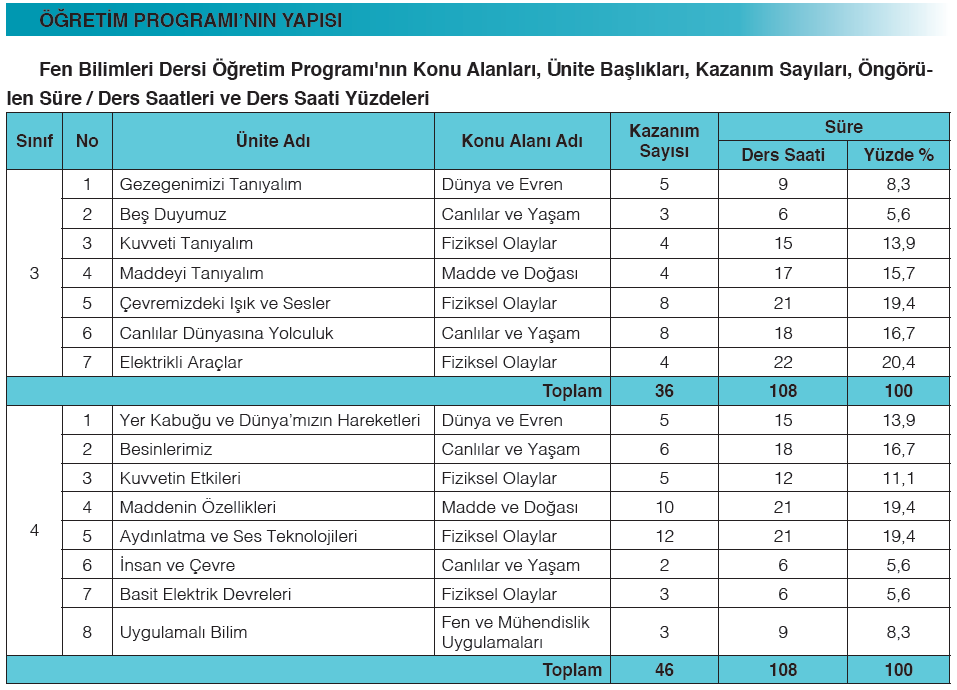 ÖĞRETİM PROGRAMI’NIN YAPISI
Fen Bilimleri Dersi Öğretim Programı'nın Konu Alanları, Ünite Başlıkları, Kazanım Sayıları, Öngörü-
len Süre / Ders Saatleri ve Ders Saati Yüzdeleri
Sınıf No Ünite Adı Konu Alanı Adı Kazanım Sayısı Süre
Ders Saati Yüzde %
3
1 Gezegenimizi Tanıyalım Dünya ve Evren 5 9 8,3
2 Beş Duyumuz Canlılar ve Yaşam 3 6 5,6
3 Kuvveti Tanıyalım Fiziksel Olaylar 4 15 13,9
4 Maddeyi Tanıyalım Madde ve Doğası 4 17 15,7
5 Çevremizdeki Işık ve Sesler Fiziksel Olaylar 8 21 19,4
6 Canlılar Dünyasına Yolculuk Canlılar ve Yaşam 8 18 16,7
7 Elektrikli Araçlar Fiziksel Olaylar 4 22 20,4
Toplam 36 108 100
4
1 Yer Kabuğu ve Dünya’mızın Hareketleri Dünya ve Evren 5 15 13,9
2 Besinlerimiz Canlılar ve Yaşam 6 18 16,7
3 Kuvvetin Etkileri Fiziksel Olaylar 5 12 11,1
4 Maddenin Özellikleri Madde ve Doğası 10 21 19,4
5 Aydınlatma ve Ses Teknolojileri Fiziksel Olaylar 12 21 19,4
6 İnsan ve Çevre Canlılar ve Yaşam 2 6 5,6
7 Basit Elektrik Devreleri Fiziksel Olaylar 3 6 5,6
8 Uygulamalı Bilim Fen ve Mühendislik Uygulamaları 3 9 8,3
Toplam 46 108 100